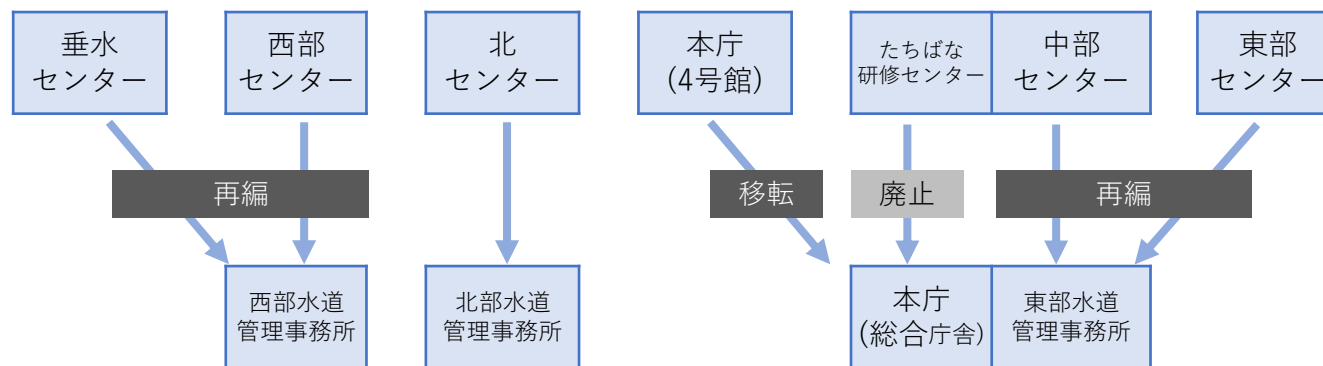 垂水
センター
西部
センター
北
センター
本庁
(4号館)
たちばな
研修センター
中部
センター
東部
センター
再編
移転
廃止
再編
西部水道
管理事務所
北部水道
管理事務所
本庁
(総合庁舎)
東部水道
管理事務所